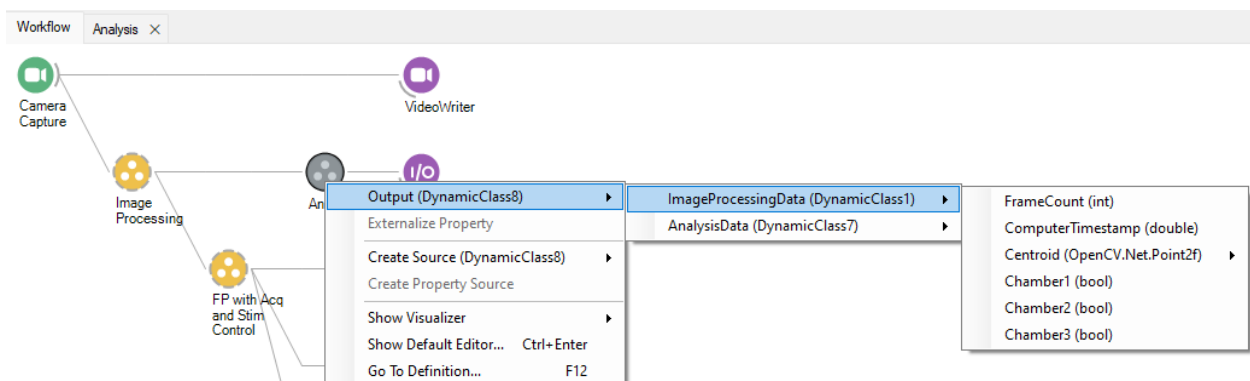 Workflow
Analysis
Camera
Capture
VideoWriter
I/O
Image
Processing
An
FP with Acq
and Stim
Control
Output (DynamicClass8)
Externalize Property
Create Source (DynamicClass8)
Create Property Source
Show Visualizer
Show Default Editor... Ctrl+Enter
Go To Definition... F12
ImageProcessingData (DynamicClass1)
AnalysisData (DynamicClass7)
FrameCount (int)
ComputerTimestamp (double)
Centroid (OpenCV.Net.Point2f)
Chamber1 (bool)
Chamber2 (bool)
Chamber3 (bool)